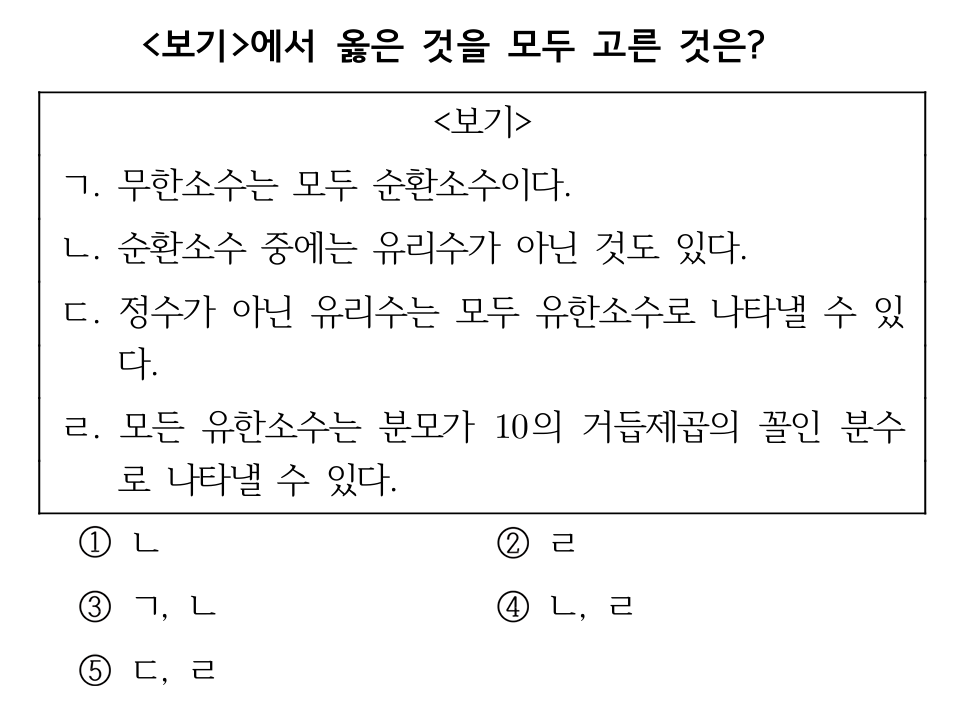 <보기>에서 옳은 것을 모두 고른 것은?
<보기>
ㄱ. 무한소수는 모두 순환소수이다.
ㄴ. 순환소수 중에는 유리수가 아닌 것도 있다.
ㄷ. 정수가 아닌 유리수는 모두 유한소수로 나타낼 수 있
다.
ㄹ. 모든 유한소수는 분모가 10의 거듭제곱의 꼴인 분수
로 나타낼 수 있다.
① ㄴ ② ㄹ
③ ㄱ, ㄴ ④ ㄴ, ㄹ
⑤ ㄷ, ㄹ